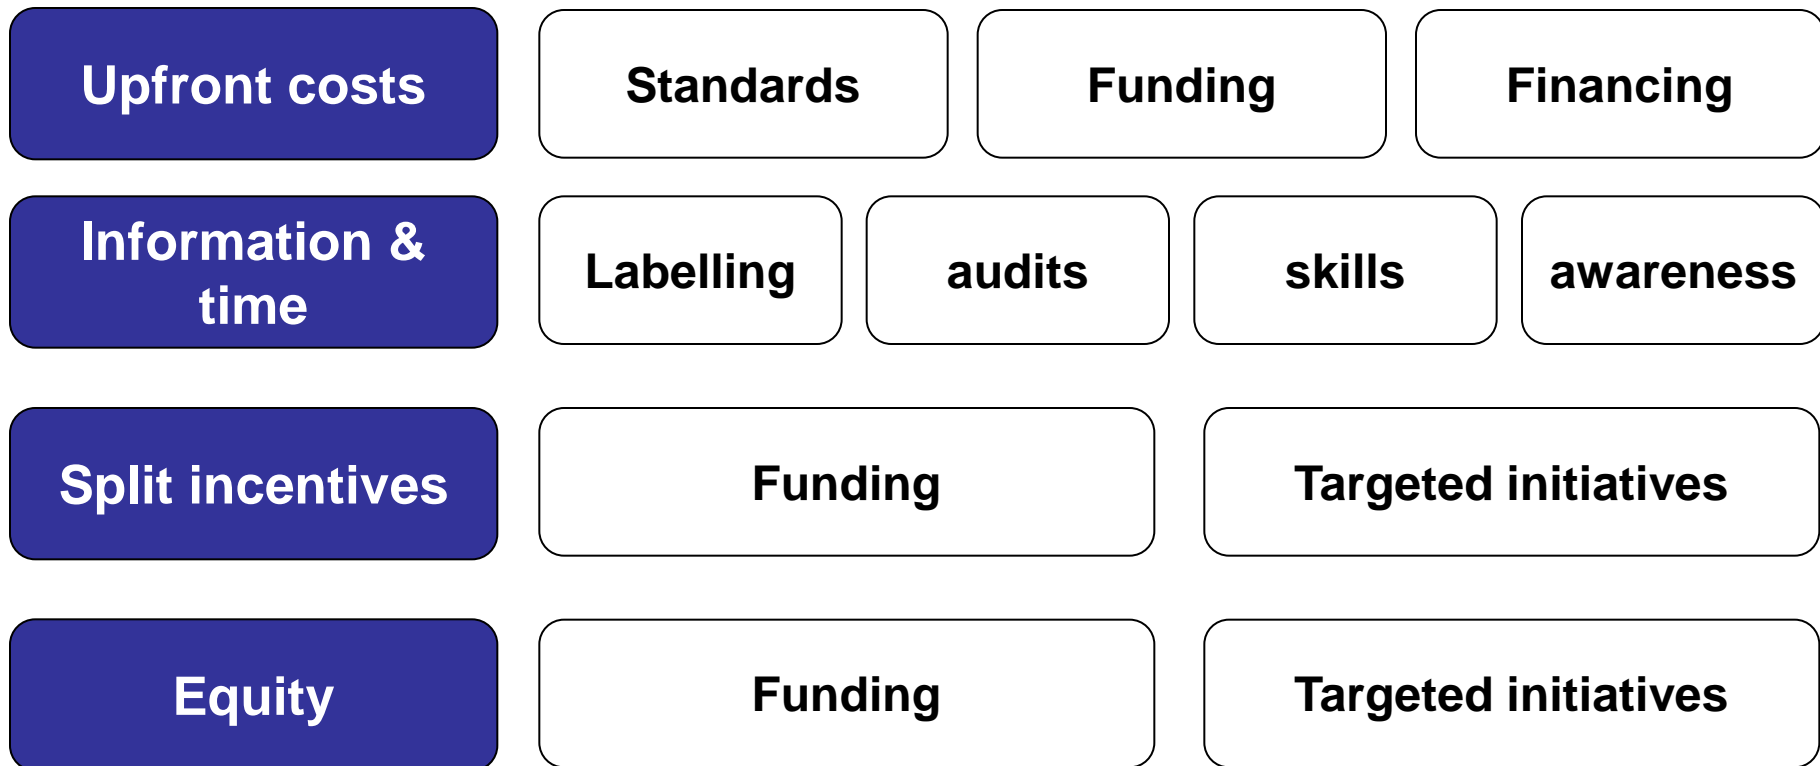 Upfront costs
Standards
Funding
Financing
Information &
time
Labelling
audits
skills
awareness
Split incentives
Funding
Targeted initiatives
Equity
Funding
Targeted initiatives